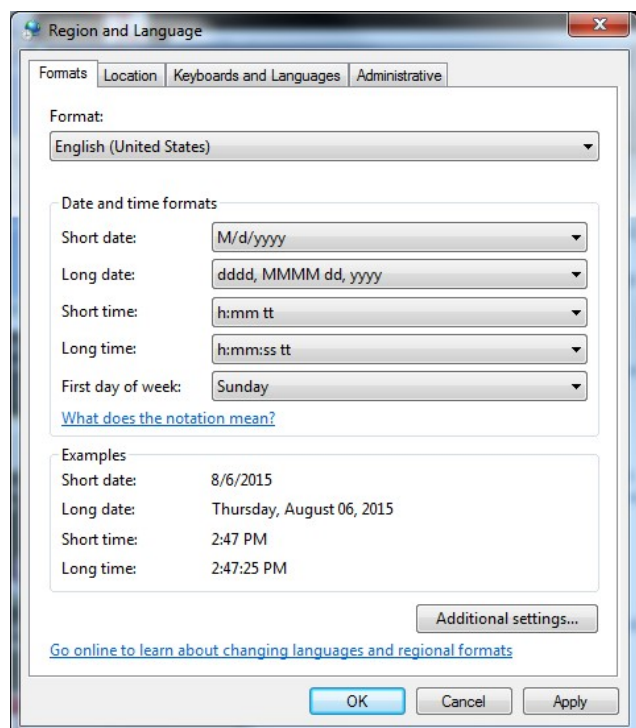 Region and Language
Formats Location Keyboards and Languages Administrative
Format:
English (United States)
Date and time formats
Short date: M/d/yyyy
Long date: dddd, MMMM dd, yyyy
Short time: h:mm tt
Long time: h:mm:ss tt
First day of week: Sunday
What does the notation mean?
Examples
Short date: 8/6/2015
Long date: Thursday, August 06, 2015
Short time: 2:47 PM
Long time: 2:47:25 PM
Additional settings...
Go online to learn about changing languages and regional formats
OK Cancel Apply